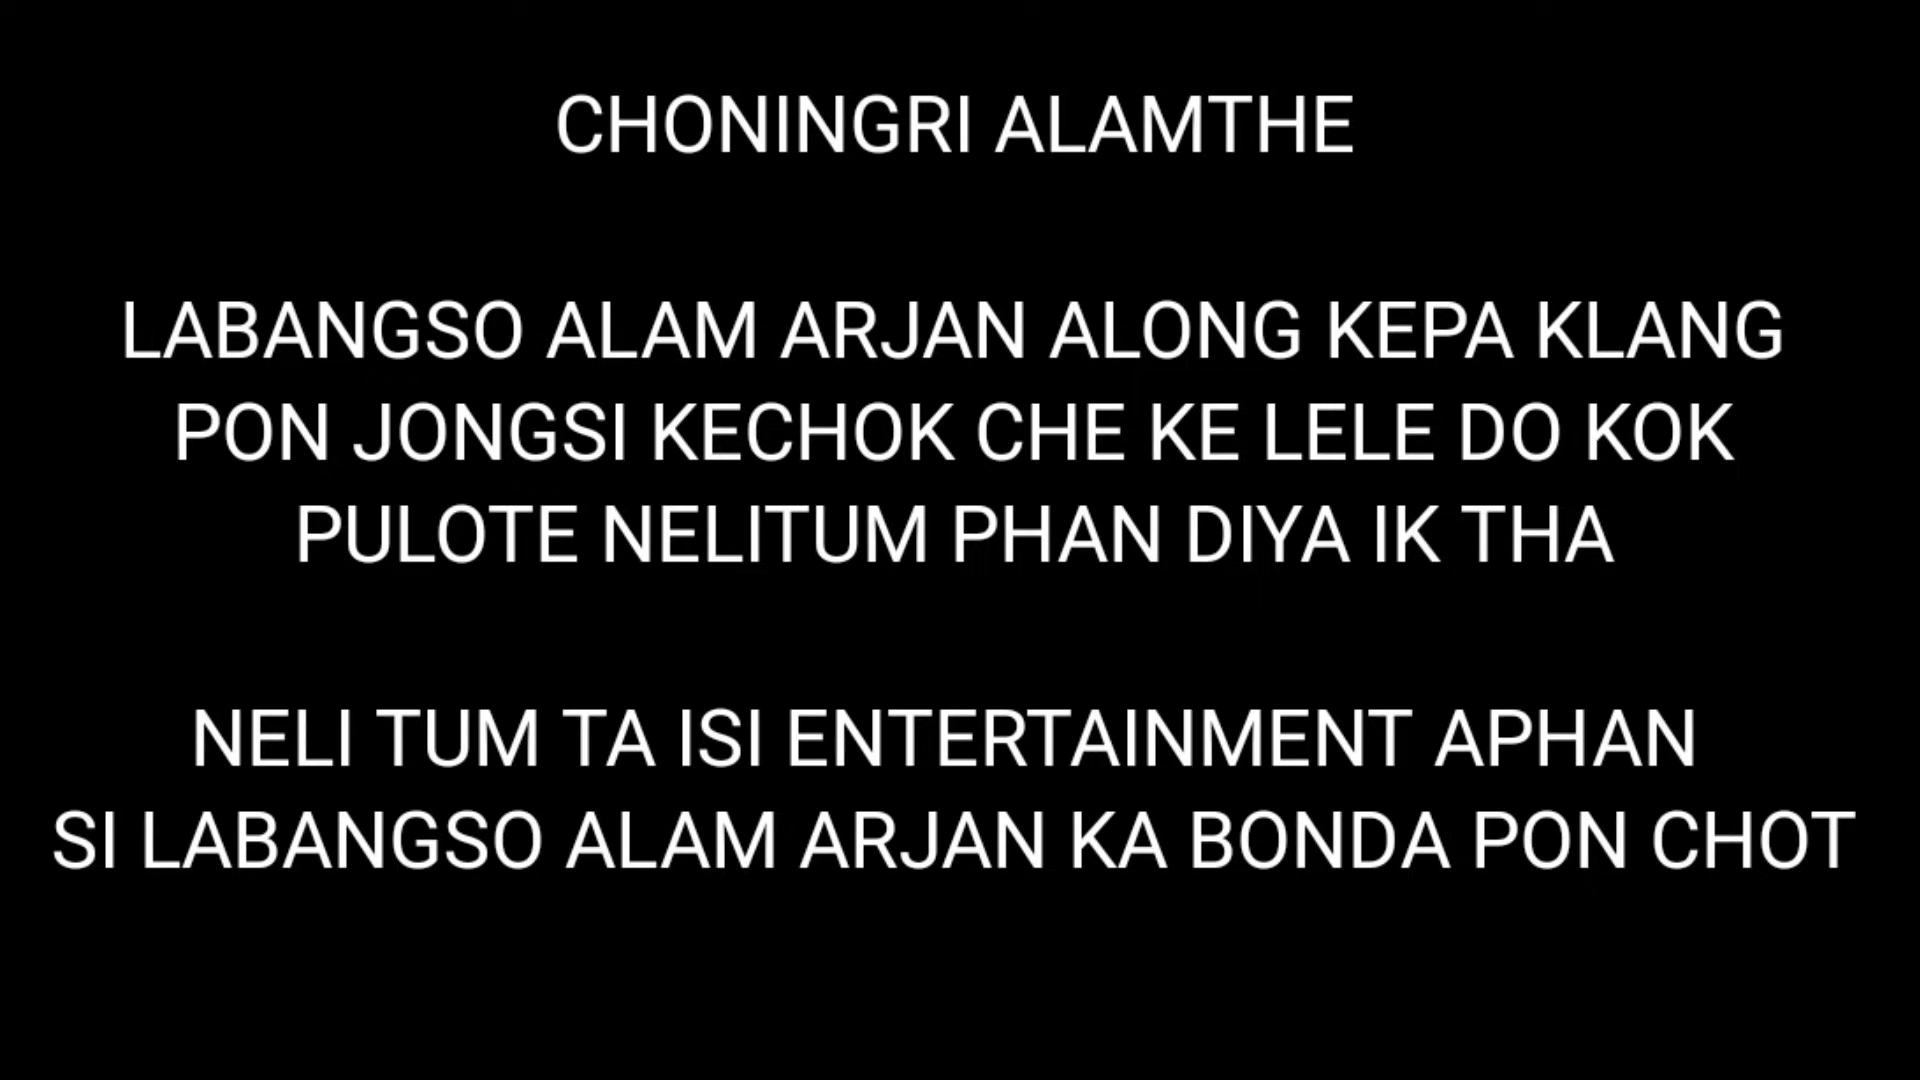 CHONINGRI ALAMTHE
LABANGSO ALAM ARJAN ALONG KEPA KLANG
PON JONGSI KECHOK CHE KE LELE DO KOK
PULOTE NELITUM PHAN DIYA IK THA
NELI TUM TA ISI ENTERTAINMENT APHAN
SI LABANGSO ALAM ARJAN KA BONDA PON CHOT